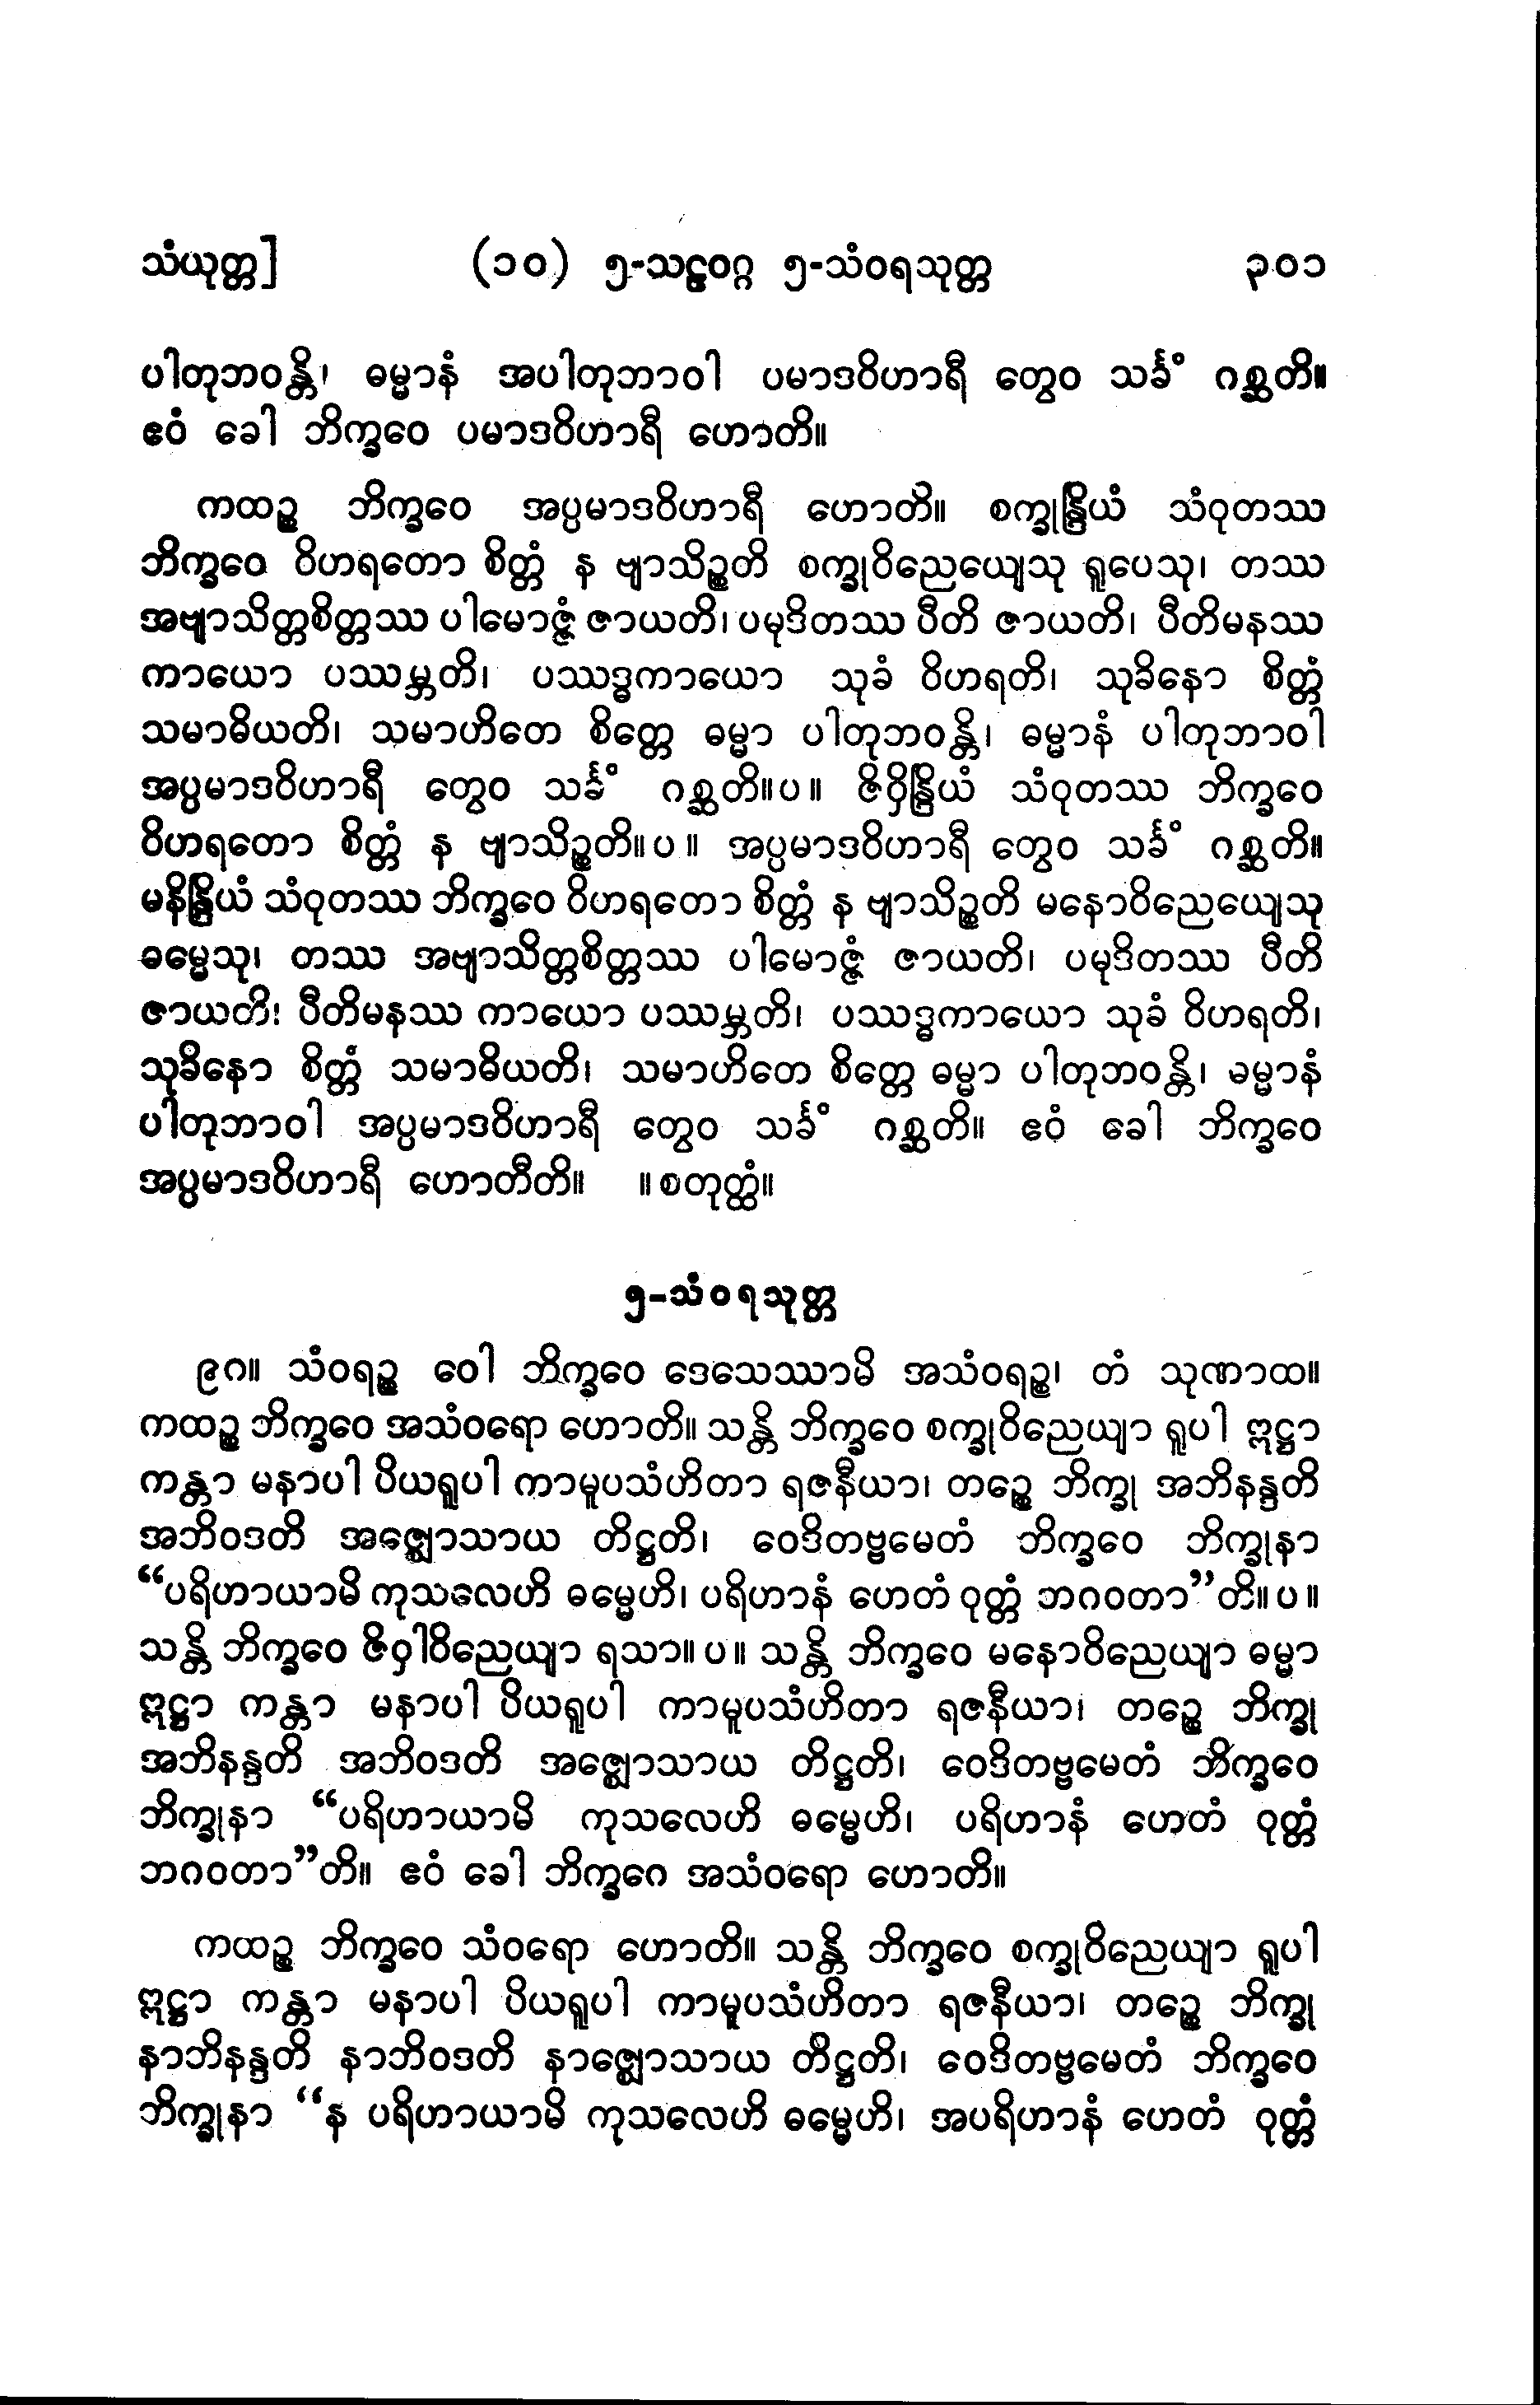 သံယုတ္တ] (၁၀) ၅-သဠဝဂ္ဂ ၅-သံဝရသုတ္တ ၃၀၁
ပါတုဘဝန္တိ၊ ဓမ္မာနံ အပါတုဘာဝါ ပမာဒဝိဟာရီ တွေဝ သင်္ခံ ဂစ္ဆတိ။
ဧဝံ ခေါ ဘိက္ခဝေ ပမာဒဝိဟာရီ ဟောတိ။
ကထဉ္စ ဘိက္ခဝေ အပ္ပမာဒဝိဟာရီ ဟောတိ။ စက္ခုန္ဒြိယံ သံဝုတဿ
ဘိက္ခဝေ ဝိဟရတော စိတ္တံ န ဗျာသိဉ္စတိ စက္ခုဝိညေယျေသု ရူပေသု၊ တဿ
အဗျာသိတ္တစိတ္တဿ ပါမောဇ္ဇံ ဇာယတိ၊ ပမုဒိတဿ ပီတိ ဇာယတိ၊ ပီတိမနဿ
ကာယော ပဿမ္ဘတိ၊ ပဿဒ္ဓကာယော သုခံ ဝိဟရတိ၊ သုခိနော စိတ္တံ
သမာဓိယတိ၊ သမာဟိတေ စိတ္တေ ဓမ္မာ ပါတုဘဝန္တိ၊ ဓမ္မာနံ ပါတုဘာဝါ
အပ္ပမာဒဝိဟာရီ တွေဝ သင်္ခံ ဂစ္ဆတိ။ပ။ ဇိဝှိန္ဒြိယံ သံဝုတဿ ဘိက္ခဝေ
ဝိဟရတော စိတ္တံ န ဗျာသိဉ္စတိ။ပ။ အပ္ပမာဒဝိဟာရီ တွေဝ သင်္ခံ ဂစ္ဆတိ။
မနိန္ဒြိယံ သံဝုတဿ ဘိက္ခဝေ ဝိဟရတော စိတ္တံ န ဗျာသိဉ္စတိ မနောဝိညေယျေသု
ဓမ္မေသု၊ တဿ အဗျာသိတ္တစိတ္တဿ ပါမောဇ္ဇံ ဇာယတိ၊ ပမုဒိတဿ ပီတိ
ဇာယတိ၊ ပီတိမနဿ ကာယော ပဿမ္ဘတိ၊ ပဿဒ္ဓကာယော သုခံ ဝိဟရတိ၊
သုခိနော စိတ္တံ သမာဓိယတိ၊ သမာဟိတေ စိတ္တေ ဓမ္မာ ပါတုဘဝန္တိ၊ ဓမ္မာနံ
ပါတုဘာဝါ အပ္ပမာဒဝိဟာရီ တွေဝ သင်္ခံ ဂစ္ဆတိ။ ဧဝံ ခေါ ဘိက္ခဝေ
အပ္ပမာဒဝိဟာရီ ဟောတီတိ။ ။စတုတ္ထံ။
၅-သံဝရသုတ္တ
၉၈။ သံဝရဉ္စ ဝေါ ဘိက္ခဝေ ဒေသေဿာမိ အသံဝရဉ္စ၊ တံ သုဏာထ။
ကထဉ္စ ဘိက္ခဝေ အသံဝရော ဟောတိ။ သန္တိ ဘိက္ခဝေ စက္ခုဝိညေယျာ ရူပါ ဣဋ္ဌာ
ကန္တာ မနာပါ ပိယရူပါ ကာမူပသံဟိတာ ရဇနီယာ၊ တဉ္စေ ဘိက္ခု အဘိနန္ဒတိ
အဘိဝဒတိ အဇ္ဈောသာယ တိဋ္ဌတိ၊ ဝေဒိတဗ္ဗမေတံ ဘိက္ခဝေ ဘိက္ခုနာ
“ပရိဟာယာမိ ကုသလေဟိ ဓမ္မေဟိ၊ ပရိဟာနံ ဟေတံ ဝုတ္တံ ဘဂဝတာ”တိ။ပ။
သန္တိ ဘိက္ခဝေ ဇိဝှါဝိညေယျာ ရသာ။ပ။ သန္တိ ဘိက္ခဝေ မနောဝိညေယျာ ဓမ္မာ
ဣဋ္ဌာ ကန္တာ မနာပါ ပိယရူပါ ကာမူပသံဟိတာ ရဇနီယာ၊ တဉ္စေ ဘိက္ခု
အဘိနန္ဒတိ အဘိဝဒတိ အဇ္ဈောသာယ တိဋ္ဌတိ၊ ဝေဒိတဗ္ဗမေတံ ဘိက္ခဝေ
ဘိက္ခုနာ “ပရိဟာယာမိ ကုသလေဟိ ဓမ္မေဟိ၊ ပရိဟာနံ ဟေတံ ဝုတ္တံ
ဘဂဝတာ”တိ။ ဧဝံ ခေါ ဘိက္ခဂေ အသံဝရော ဟောတိ။
ကထဉ္စ ဘိက္ခဝေ သံဝရော ဟောတိ။ သန္တိ ဘိက္ခဝေ စက္ခုဝိညေယျာ ရူပါ
ဣဋ္ဌာ ကန္တာ မနာပါ ပိယရူပါ ကာမူပသံဟိတာ ရဇနီယာ၊ တဉ္စေ ဘိက္ခု
နာဘိနန္ဒတိ နာဘိဝဒတိ နာဇ္ဈောသာယ တိဋ္ဌတိ၊ ဝေဒိတဗ္ဗမေတံ ဘိက္ခဝေ
ဘိက္ခုနာ “န ပရိဟာယာမိ ကုသလေဟိ ဓမ္မေဟိ၊ အပရိဟာနံ ဟေတံ ဝုတ္တံ